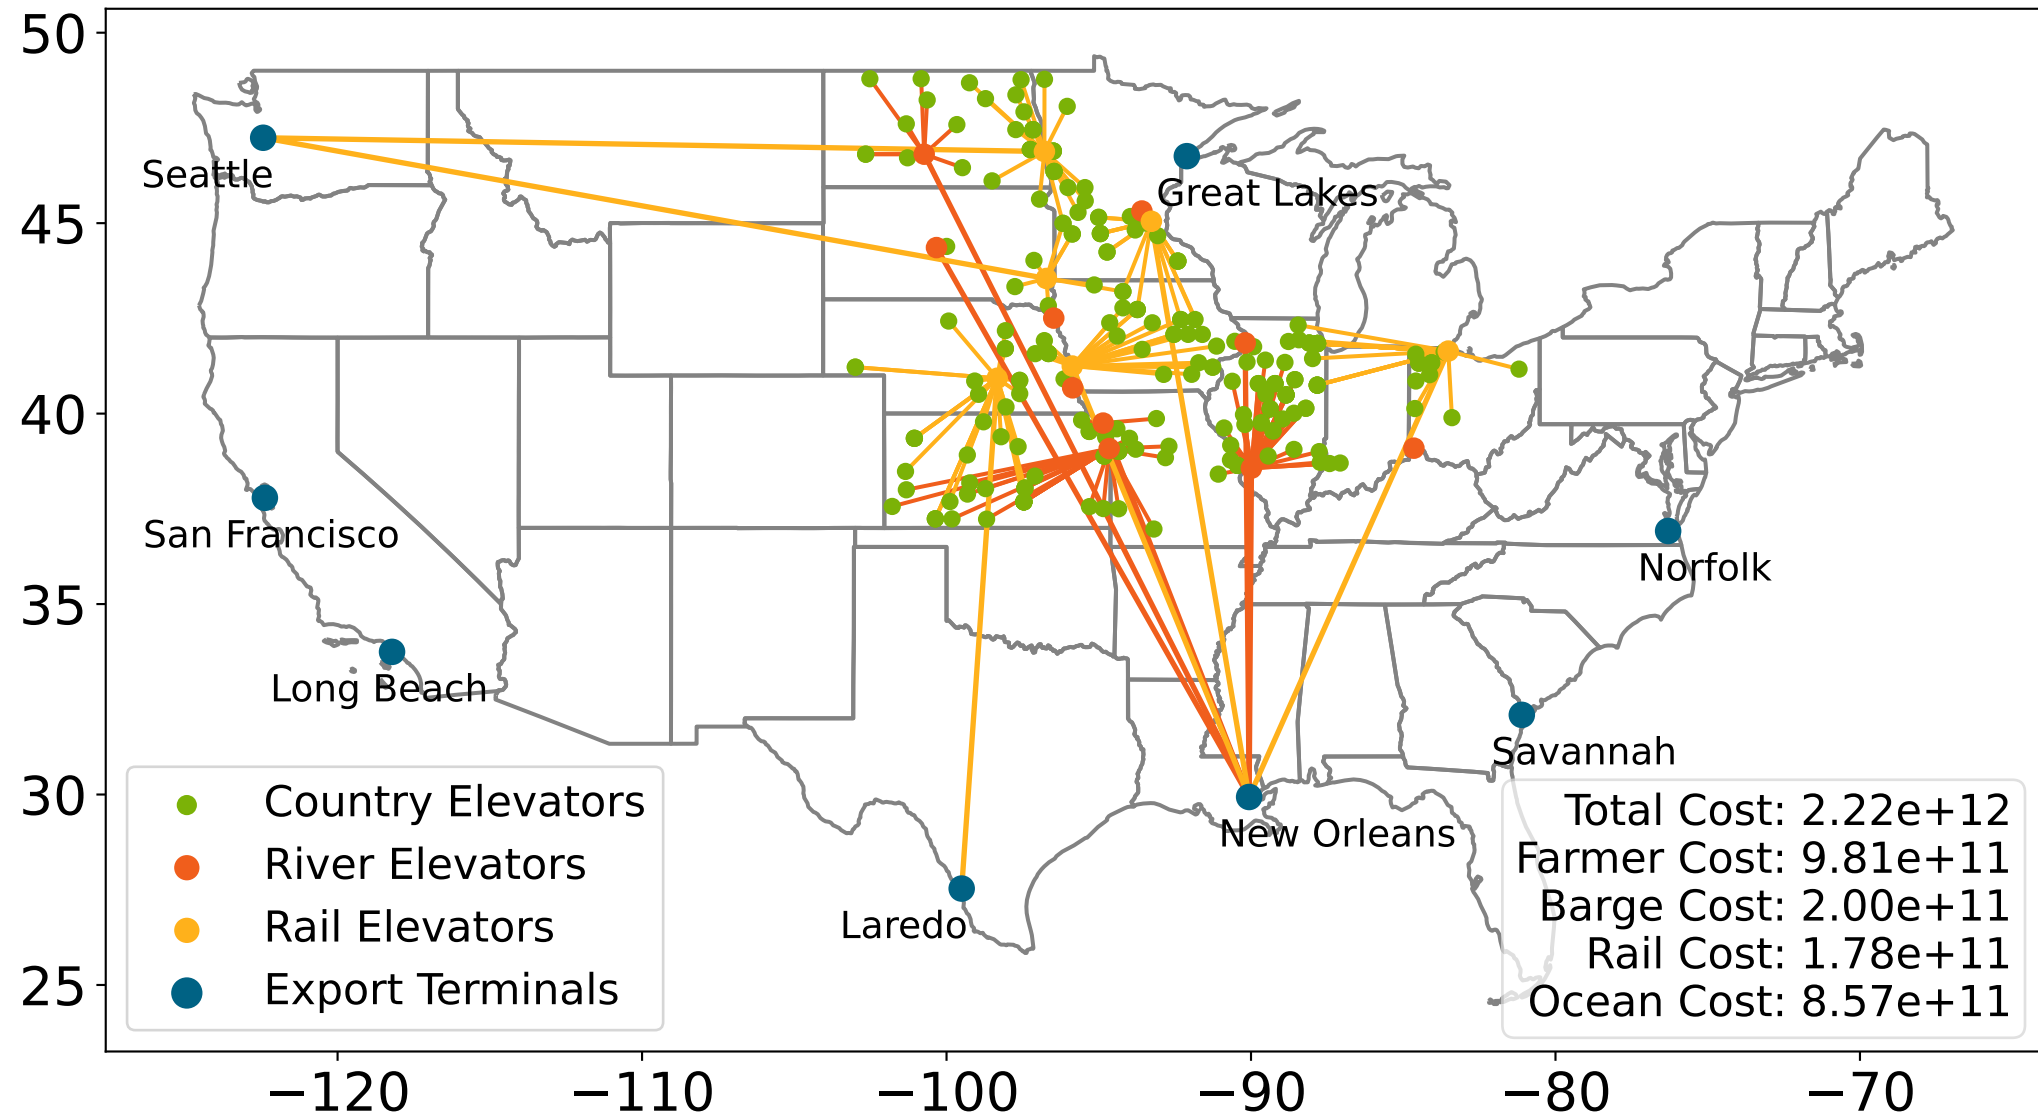 50
45
40
35
30
25
−120
−110
−100
−90
−80
−70
Seattle
Great Lakes
San Francisco
Norfolk
Long Beach
Savannah
New Orleans
Laredo
Country Elevators
River Elevators
Rail Elevators
Export Terminals
Total Cost: 2.22e+12
Farmer Cost: 9.81e+11
Barge Cost: 2.00e+11
Rail Cost: 1.78e+11
Ocean Cost: 8.57e+11